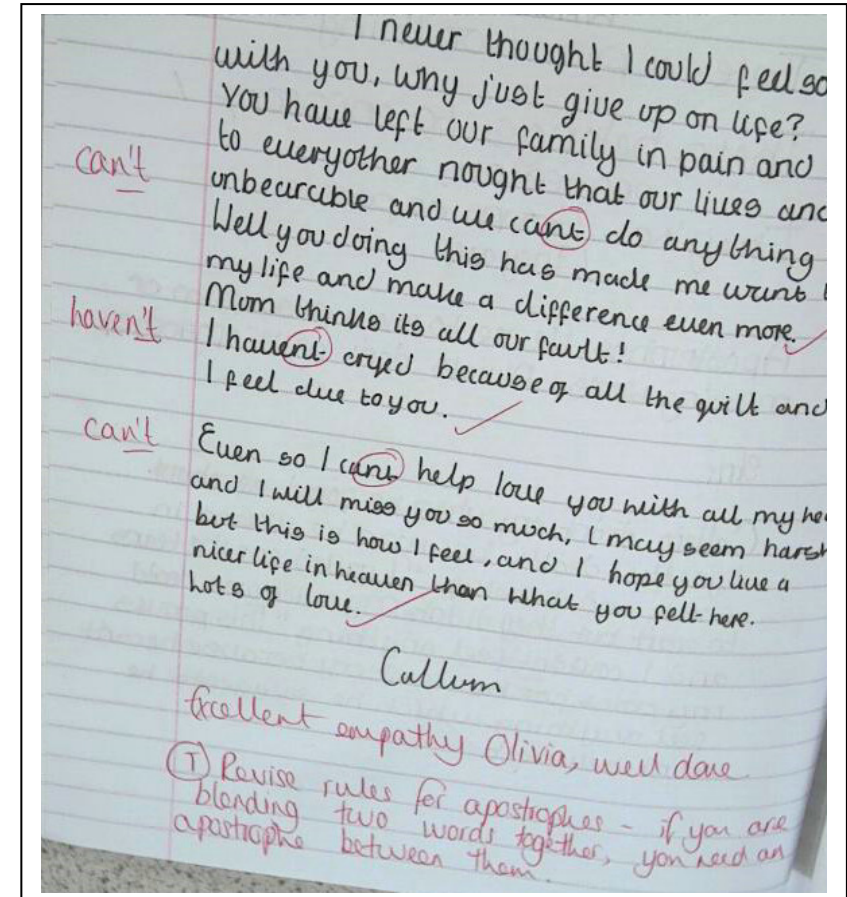 I never thought I could feel so
with you, why just give up on life?
You have left our family in pain and
to everyother nought that our lives and
can't
unbearable and we cant do anything
Well you doing this has made me want
my life and make a difference even more.
Mom thinks its all our fault!
haven't
I havent cryed because of all the guilt and
I feel due to you.
can't
Even so I cant help love you with all my he
and I will miss you so much, I may seem harsh
but this is how I feel, and I hope you live a
nicer life in heaven than what you felt here.
Lots of love.
Callum
Excellent empathy Olivia, well done
T Revise rules for apostrophes - if you are
blending two words together, you need an
apostrophe between them.